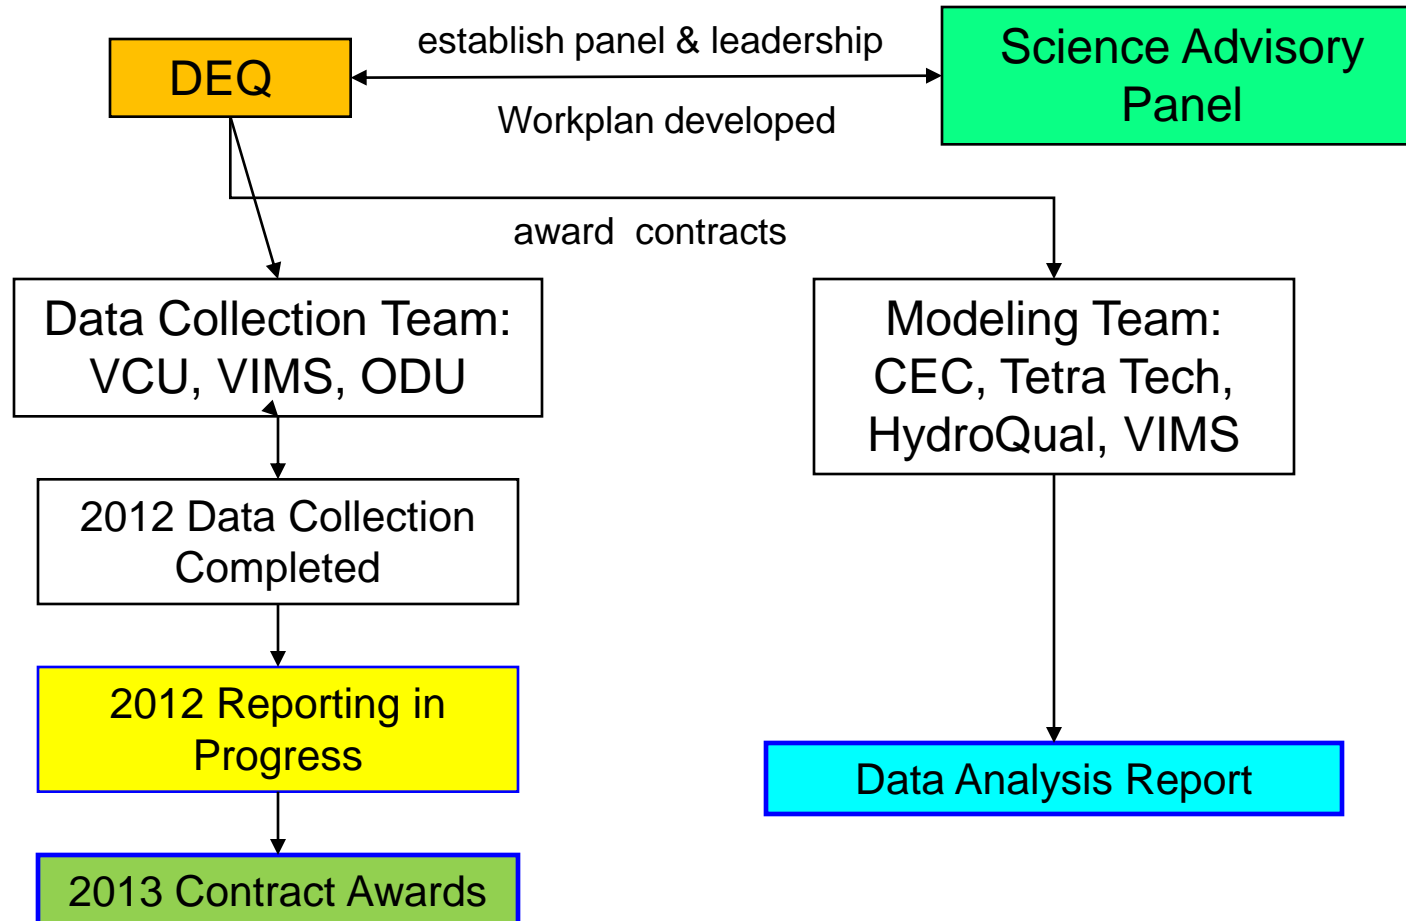 establish panel & leadership
DEQ
Science Advisory
Panel
Workplan developed
award contracts
Data Collection Team:
VCU, VIMS, ODU
Modeling Team:
CEC, Tetra Tech,
HydroQual, VIMS
2012 Data Collection
Completed
2012 Reporting in
Progress
Data Analysis Report
2013 Contract Awards